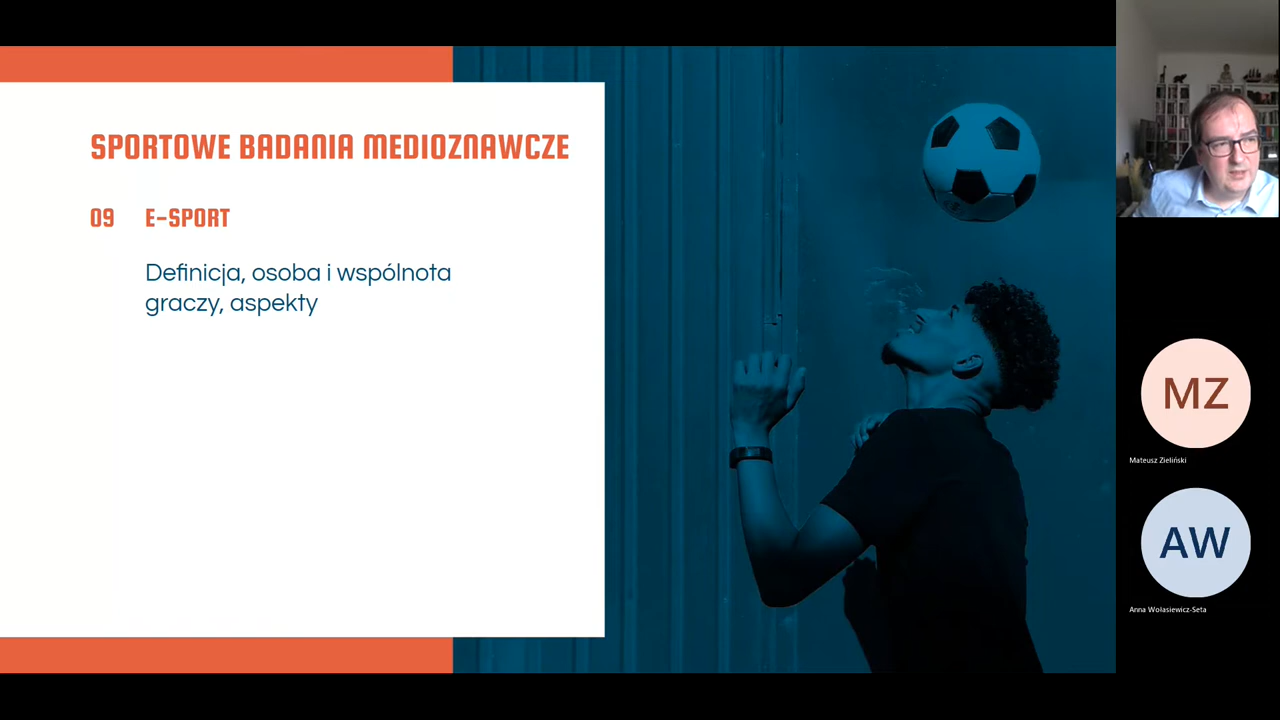 SPORTOWE BADANIA MEDIOZNAWCZE
09 E-SPORT
Definicja, osoba i wspólnota
graczy, aspekty
MZ
Mateusz Zieliński
AW
Anna Wołasiewicz-Seta